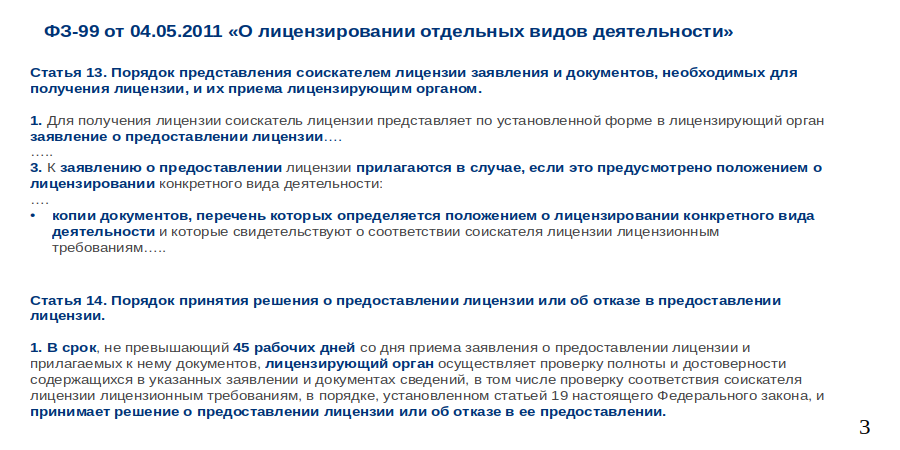 ФЗ-99 от 04.05.2011 «О лицензировании отдельных видов деятельности»
Статья 13. Порядок представления соискателем лицензии заявления и документов, необходимых для
получения лицензии, и их приема лицензирующим органом.
1. Для получения лицензии соискатель лицензии представляет по установленной форме в лицензирующий орган
заявление о предоставлении лицензии….
…..
3. К заявлению о предоставлении лицензии прилагаются в случае, если это предусмотрено положением о
лицензировании конкретного вида деятельности:
….
• копии документов, перечень которых определяется положением о лицензировании конкретного вида
деятельности и которые свидетельствуют о соответствии соискателя лицензии лицензионным
требованиям…..
Статья 14. Порядок принятия решения о предоставлении лицензии или об отказе в предоставлении
лицензии.
1. В срок, не превышающий 45 рабочих дней со дня приема заявления о предоставлении лицензии и
прилагаемых к нему документов, лицензирующий орган осуществляет проверку полноты и достоверности
содержащихся в указанных заявлении и документах сведений, в том числе проверку соответствия соискателя
лицензии лицензионным требованиям, в порядке, установленном статьей 19 настоящего Федерального закона, и
принимает решение о предоставлении лицензии или об отказе в ее предоставлении.
3